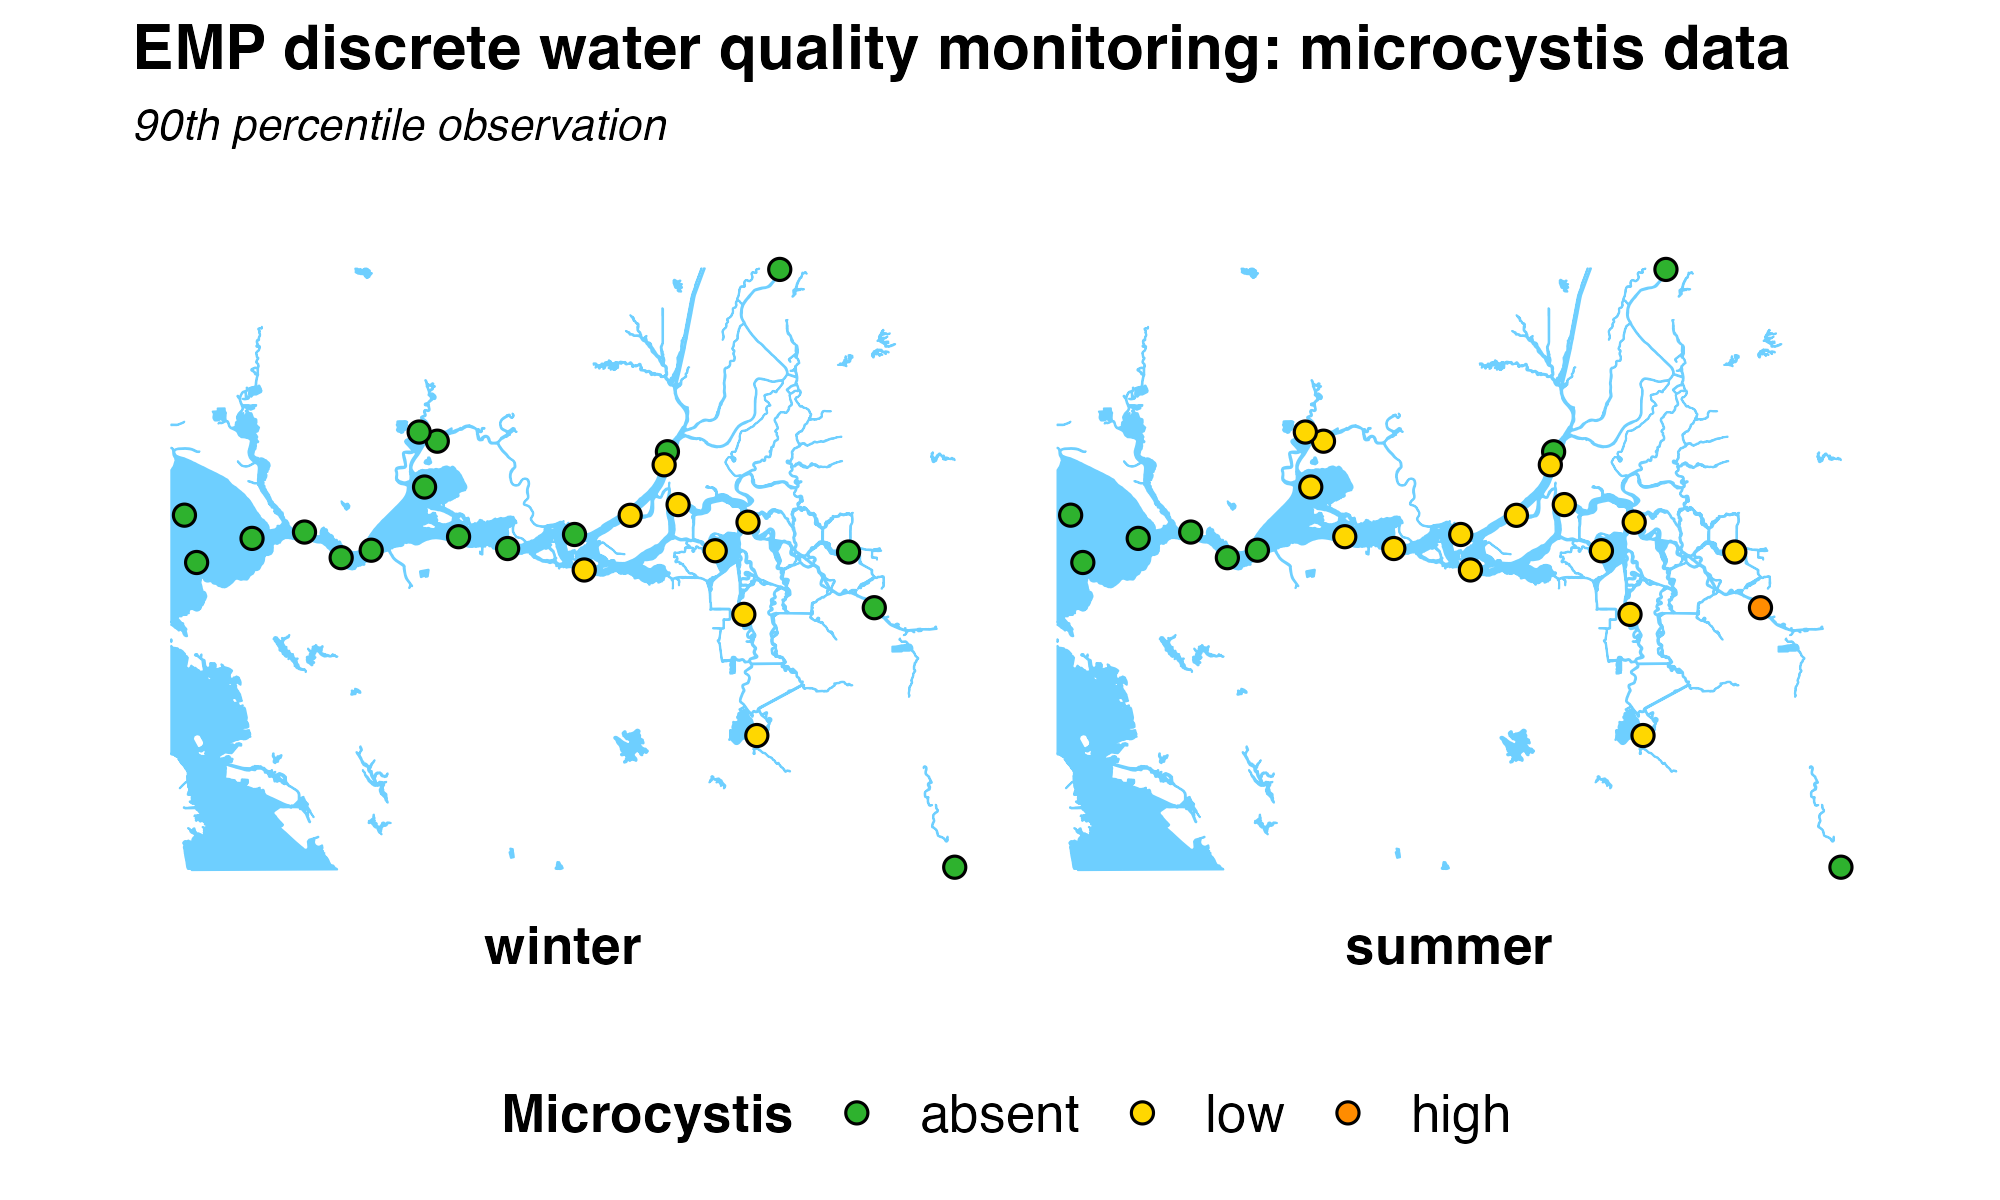 EMP discrete water quality monitoring: microcystis data
90th percentile observation
winter
summer
Microcystis absent low high